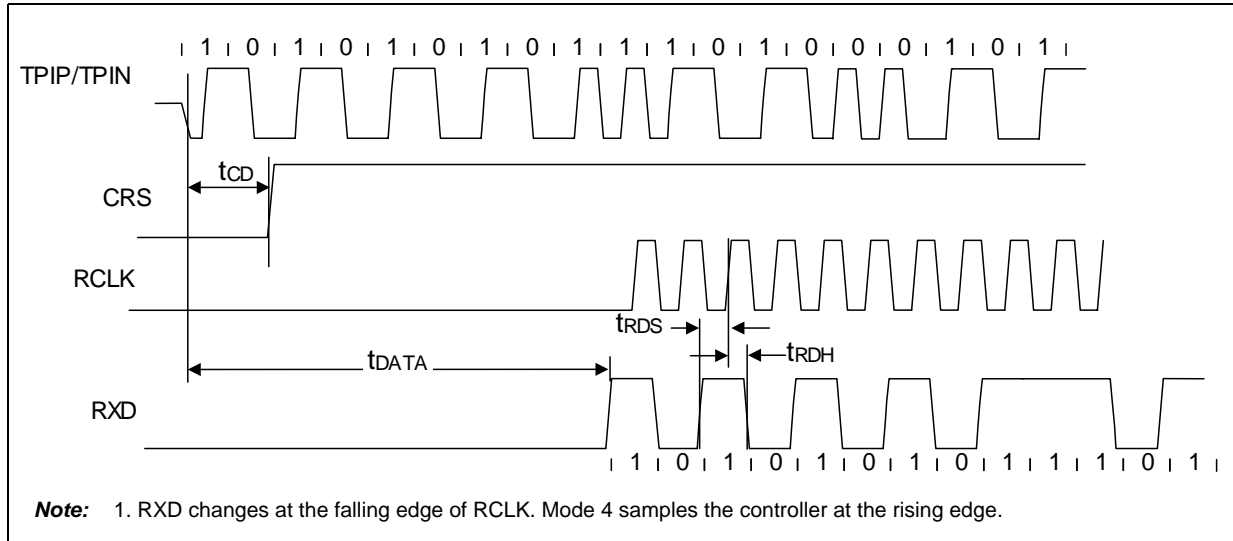 1 0 1 0 1 0 1 0 1 1 1 0 1 0 0 0 1 0 1
TPIP/TPIN
tCD
CRS
RCLK
tRDS
tRDH
tDATA
RXD
1 0 1 0 1 0 1 0 1 1 1 0 1
Note: 1. RXD changes at the falling edge of RCLK. Mode 4 samples the controller at the rising edge.